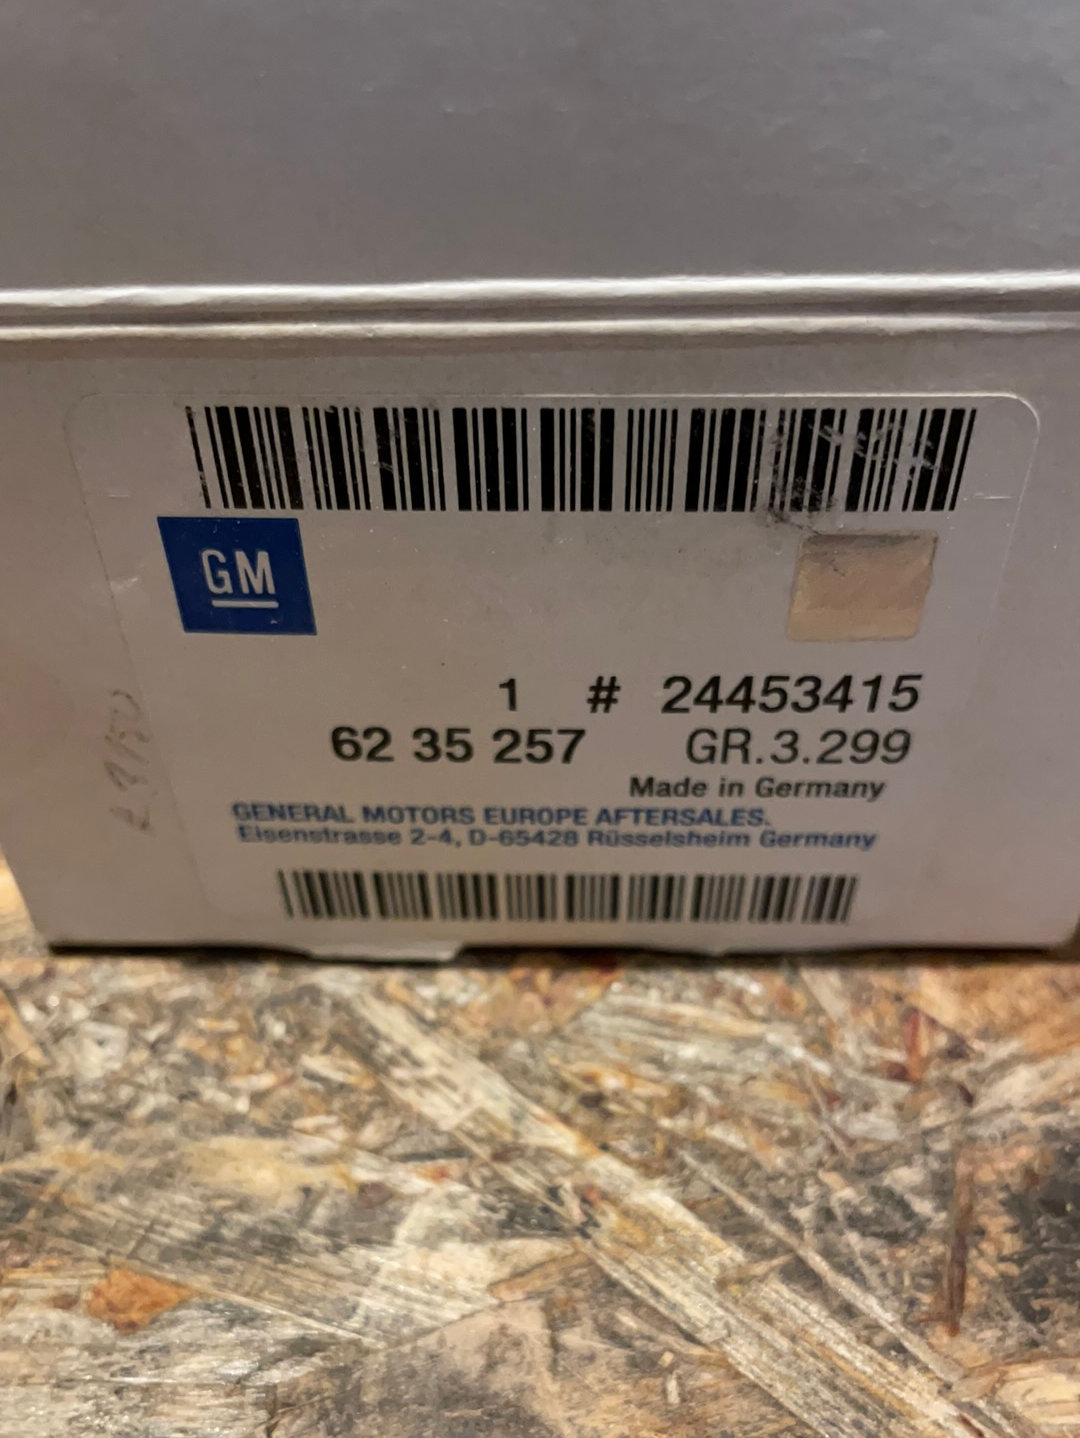 GM
1 # 24453415
62 35 257 GR.3.299
Made in Germany
GENERAL MOTORS EUROPE AFTERSALES.
Eisenstrasse 2-4, D-65428 Rüsselsheim Germany